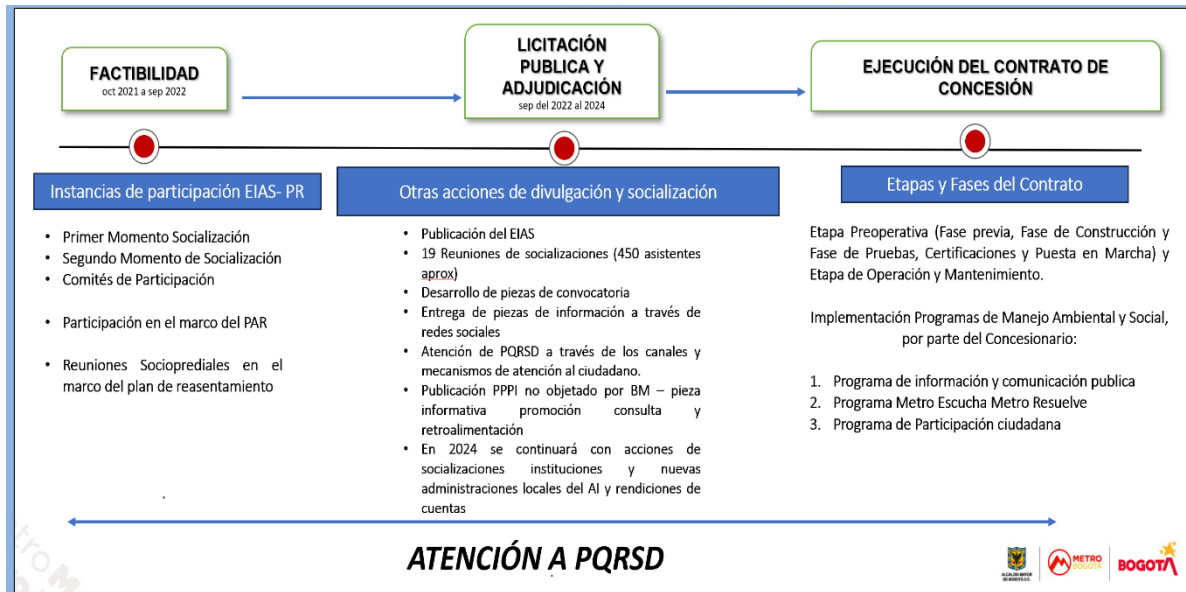 FACTIBILIDAD
oct 2021 a sep 2022
LICITACIÓN
PUBLICA Y
ADJUDICACIÓN
sep del 2022 al 2024
EJECUCIÓN DEL CONTRATO DE
CONCESIÓN
Instancias de participación EIAS- PR
• Primer Momento Socialización
• Segundo Momento de Socialización
• Comités de Participación
• Participación en el marco del PAR
• Reuniones Socioprediales en el
marco del plan de reasentamiento
Otras acciones de divulgación y socialización
• Publicación del EIAS
• 19 Reuniones de socializaciones (450 asistentes
aprox)
• Desarrollo de piezas de convocatoria
• Entrega de piezas de información a través de
redes sociales
• Atención de PQRSD a través de los canales y
mecanismos de atención al ciudadano.
• Publicación PPPI no objetado por BM – pieza
informativa promoción consulta y
retroalimentación
• En 2024 se continuará con acciones de
socializaciones instituciones y nuevas
administraciones locales del AI y rendiciones de
cuentas
Etapas y Fases del Contrato
Etapa Preoperativa (Fase previa, Fase de Construcción y
Fase de Pruebas, Certificaciones y Puesta en Marcha) y
Etapa de Operación y Mantenimiento.
Implementación Programas de Manejo Ambiental y Social,
por parte del Concesionario:
1. Programa de información y comunicación publica
2. Programa Metro Escucha Metro Resuelve
3. Programa de Participación ciudadana
ATENCIÓN A PQRSD
ALCALDÍA MAYOR
DE BOGOTÁ D.C.
METRO
BOGOTÁ
BOGOTÁ